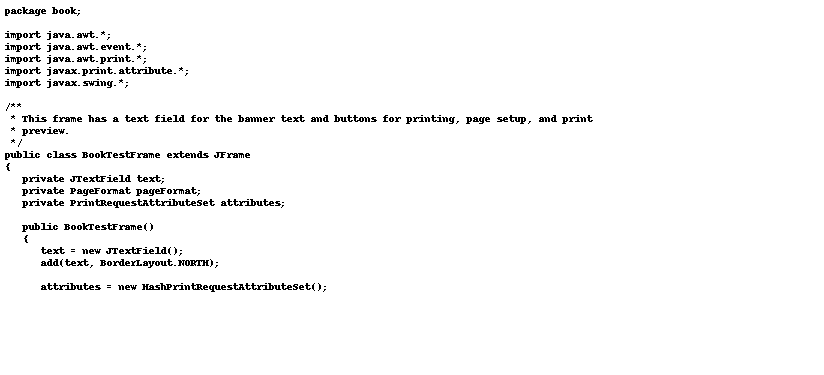 package book;

import java.awt.*;
import java.awt.event.*;
import java.awt.print.*;
import javax.print.attribute.*;
import javax.swing.*;

/**
 * This frame has a text field for the banner text and buttons for printing, page setup, and print
 * preview.
 */
public class BookTestFrame extends JFrame
{
   private JTextField text;
   private PageFormat pageFormat;
   private PrintRequestAttributeSet attributes;

   public BookTestFrame()
   {
      text = new JTextField();
      add(text, BorderLayout.NORTH);

      attributes = new HashPrintRequestAttributeSet();